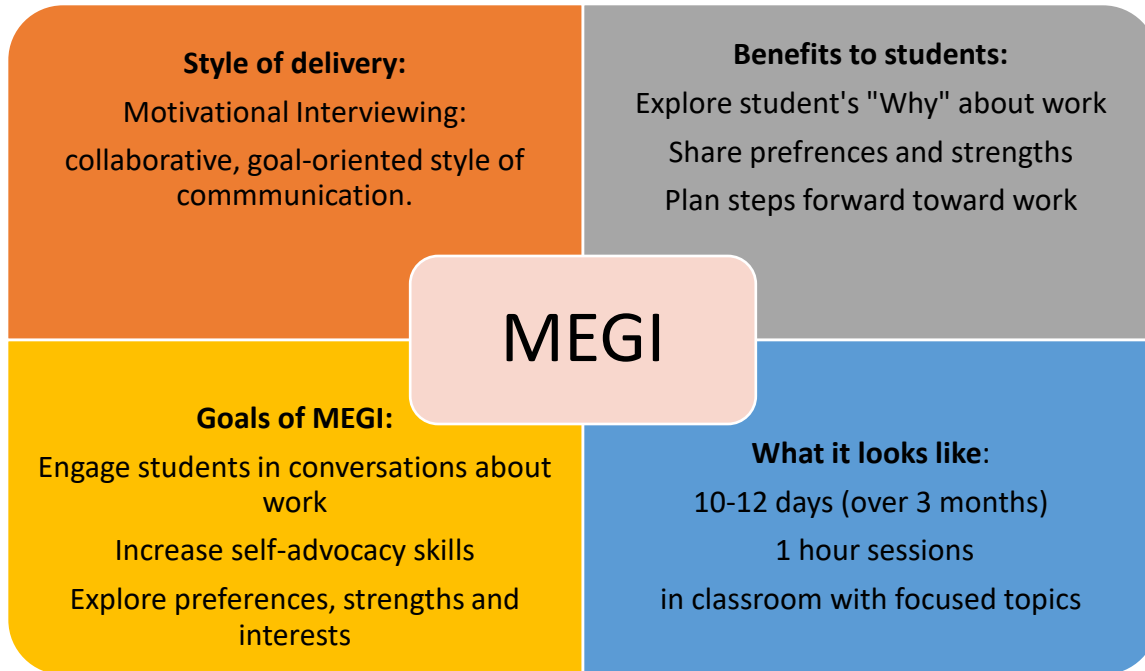 Style of delivery:
Motivational Interviewing:
collaborative, goal-oriented style of
commmunication.
Benefits to students:
Explore student's "Why" about work
Share prefrences and strengths
Plan steps forward toward work
MEGI
Goals of MEGI:
Engage students in conversations about
work
Increase self-advocacy skills
Explore preferences, strengths and
interests
What it looks like:
10-12 days (over 3 months)
1 hour sessions
in classroom with focused topics